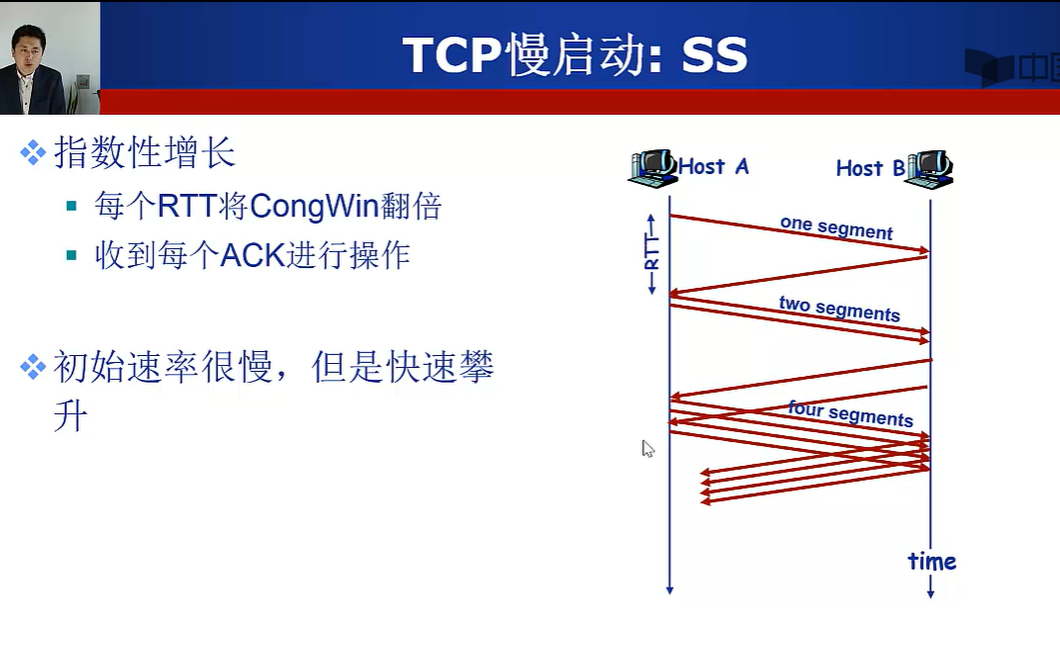 TCP慢启动: SS
中国
指数性增长
每个RTT将CongWin翻倍
收到每个ACK进行操作
初始速率很慢，但是快速攀
升
Host A
Host B
one segment
RTT
two segments
four segments
time